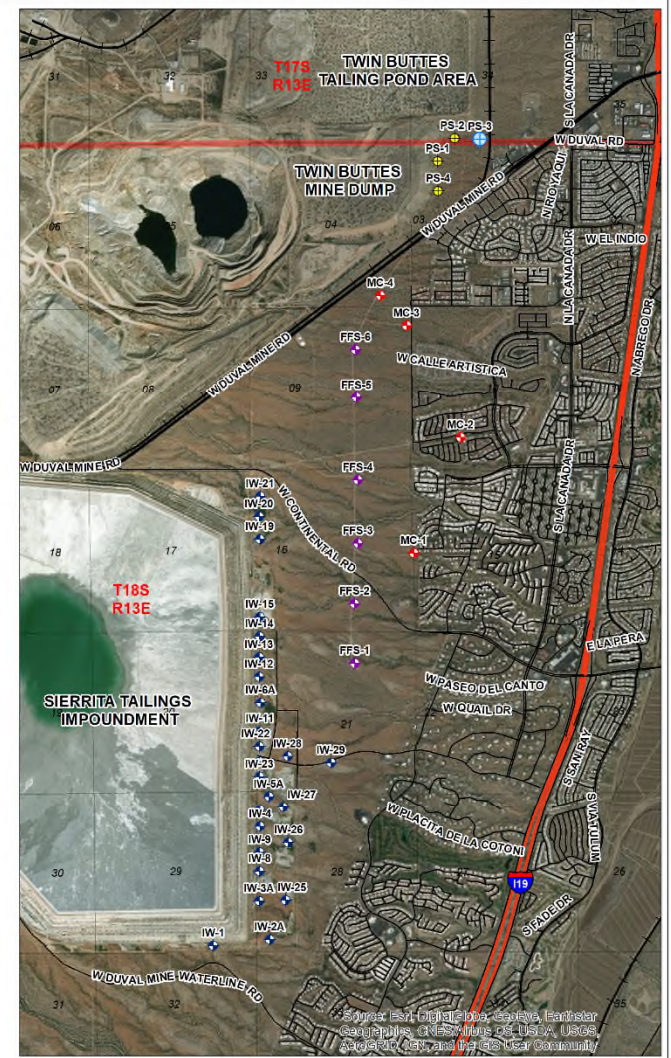 31
32
33
T17S
R13E
TWIN BUTTES
TAILING POND AREA
34
S LA CANADA DR
35
PS-2
PS-3
W DUVAL RD
PS-1
PS-4
TWIN BUTTES
MINE DUMP
W DUVAL MINE RD
N RIO YAQUI
06
04
03
W EL INDIO
N LA CANADA DR
N ABREGO DR
MC-4
MC-3
W DUVAL MINE RD
FFS-6
W CALLE ARTISTICA
07
08
09
FFS-5
MC-2
W DUVAL MINE RD
FFS-4
S LA CANADA DR
IW-21
IW-20
IW-19
W CONTINENTAL RD
18
17
16
FFS-3
MC-1
T18S
R13E
FFS-2
IW-15
IW-14
IW-13
IW-12
E LA PERA
FFS-1
IW-6A
W PASEO DEL CANTO
W QUAIL DR
SIERRITA TAILINGS
IMPOUNDMENT
IW-11
21
IW-22
IW-28
IW-29
S SAN RAY
IW-23
IW-5A
IW-27
S VIA TULUM
IW-4
W PLACITA DE LA COTONI
IW-26
IW-9
IW-8
30
29
28
27
26
I19
IW-3A
IW-25
S FADE DR
IW-1
IW-2A
W DUVAL MINE WATERLINE RD
31
32
35
Source: Esri, DigitalGlobe, GeoEye, Earthstar
Geographics, CNES/Airbus DS, USDA, USGS,
AeroGRID, IGN, and the GIS User Community